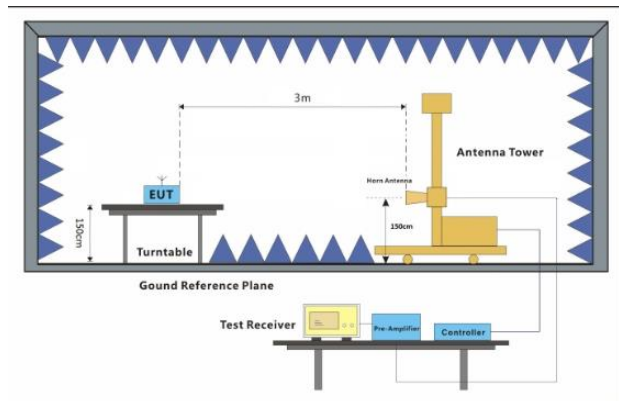 3m
Antenna Tower
Horn Antenna
EUT
150cm
150cm
Turntable
Gound Reference Plane
Test Receiver
Pre-Amplifier
Controller